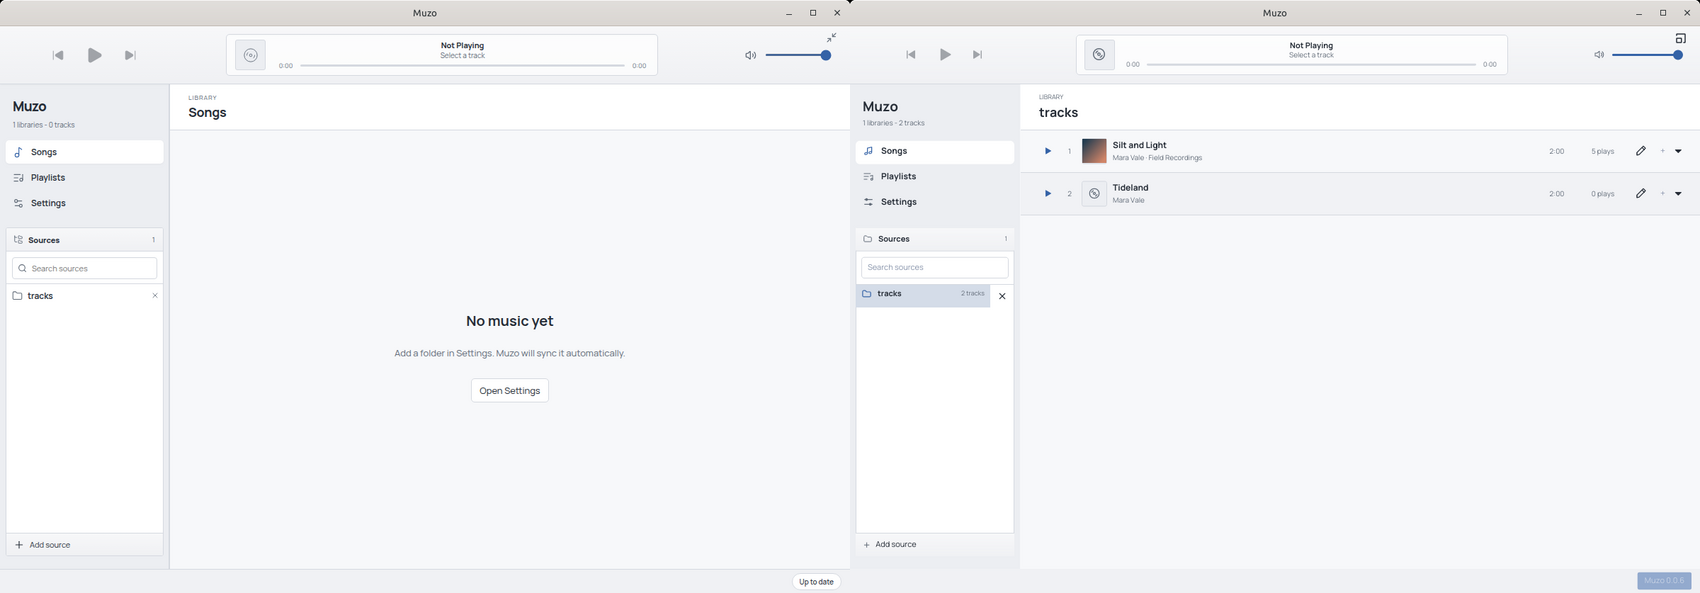 Muzo
Not Playing
Select a track
0:00 0:00
Muzo
1 libraries - 0 tracks
Songs
Playlists
Settings
Sources 1
Search sources
tracks
Add source
LIBRARY
Songs
No music yet
Add a folder in Settings. Muzo will sync it automatically.
Open Settings
Up to date
Muzo
Not Playing
Select a track
0:00 0:00
Muzo
1 libraries - 2 tracks
Songs
Playlists
Settings
Sources 1
Search sources
tracks 2 tracks
+ Add source
LIBRARY
tracks
1 Silt and Light 2:00 5 plays +
Mara Vale · Field Recordings
2 Tideland 2:00 0 plays +
Mara Vale
Muzo 0.0.6